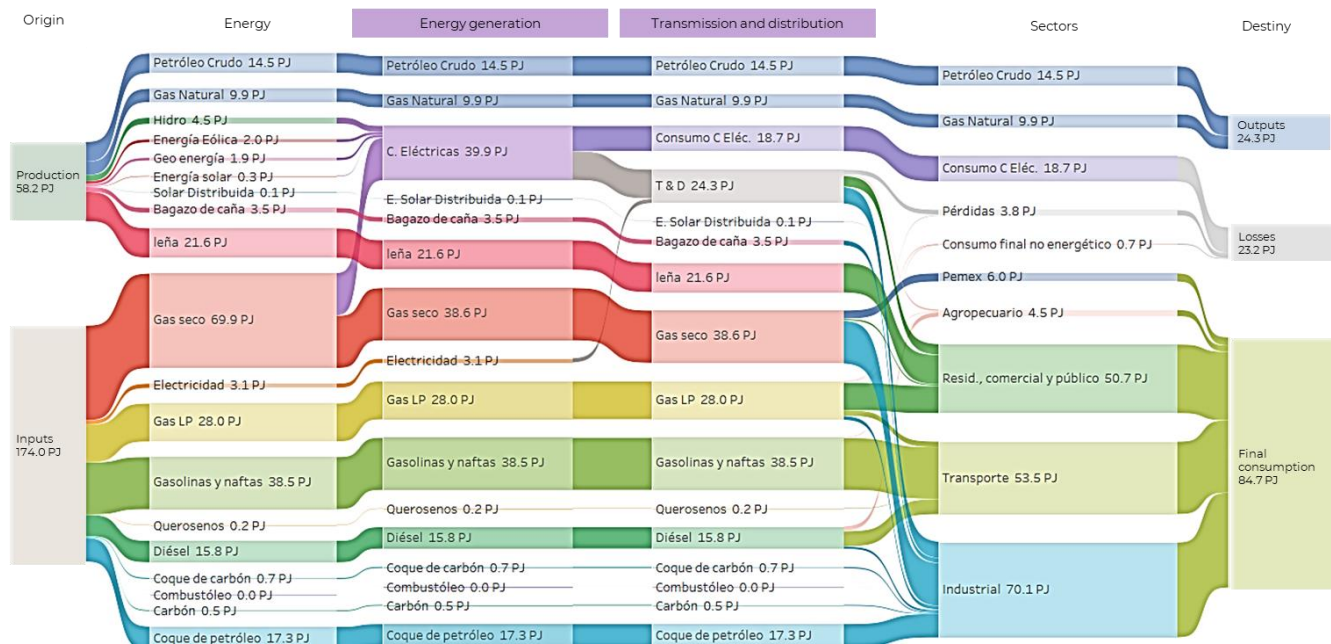 Origin
Energy
Energy generation
Transmission and distribution
Sectors
Destiny
Production
58.2 PJ
Inputs
174.0 PJ
Petróleo Crudo 14.5 PJ
Gas Natural 9.9 PJ
Hidro 4.5 PJ
Energía Eólica 2.0 PJ
Geo energía 1.9 PJ
Energía solar 0.3 PJ
Solar Distribuida 0.1 PJ
Bagazo de caña 3.5 PJ
leña 21.6 PJ
Gas seco 69.9 PJ
Electricidad 3.1 PJ
Gas LP 28.0 PJ
Gasolinas y naftas 38.5 PJ
Querosenos 0.2 PJ
Diésel 15.8 PJ
Coque de carbón 0.7 PJ
Combustóleo 0.0 PJ
Carbón 0.5 PJ
Coque de petróleo 17.3 PJ
Petróleo Crudo 14.5 PJ
Gas Natural 9.9 PJ
C. Eléctricas 39.9 PJ
E. Solar Distribuida 0.1 PJ
Bagazo de caña 3.5 PJ
leña 21.6 PJ
Gas seco 38.6 PJ
Electricidad 3.1 PJ
Gas LP 28.0 PJ
Gasolinas y naftas 38.5 PJ
Querosenos 0.2 PJ
Diésel 15.8 PJ
Coque de carbón 0.7 PJ
Combustóleo 0.0 PJ
Carbón 0.5 PJ
Coque de petróleo 17.3 PJ
Petróleo Crudo 14.5 PJ
Gas Natural 9.9 PJ
Consumo C Eléc. 18.7 PJ
T & D 24.3 PJ
E. Solar Distribuida 0.1 PJ
Bagazo de caña 3.5 PJ
leña 21.6 PJ
Gas seco 38.6 PJ
Gas LP 28.0 PJ
Gasolinas y naftas 38.5 PJ
Querosenos 0.2 PJ
Diésel 15.8 PJ
Coque de carbón 0.7 PJ
Combustóleo 0.0 PJ
Carbón 0.5 PJ
Coque de petróleo 17.3 PJ
Petróleo Crudo 14.5 PJ
Gas Natural 9.9 PJ
Consumo C Eléc. 18.7 PJ
Pérdidas 3.8 PJ
Consumo final no energético 0.7 PJ
Pemex 6.0 PJ
Agropecuario 4.5 PJ
Resid., comercial y público 50.7 PJ
Transporte 53.5 PJ
Industrial 70.1 PJ
Outputs
24.3 PJ
Losses
23.2 PJ
Final
consumption
84.7 PJ